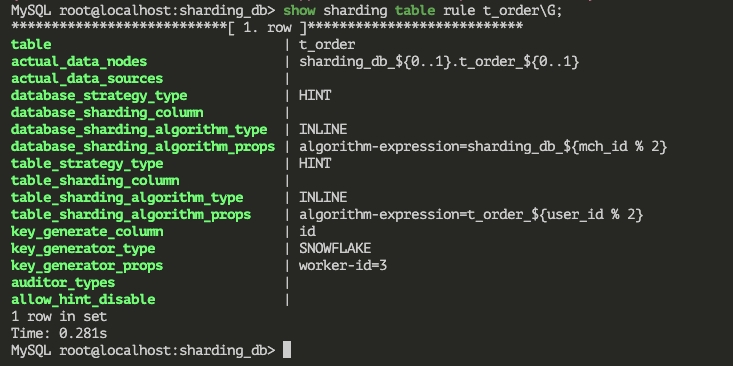 MySQL root@localhost:sharding_db> show sharding table rule t_order\G;
***************************[ 1. row ]***************************
table | t_order
actual_data_nodes | sharding_db_${0..1}.t_order_${0..1}
actual_data_sources |
database_strategy_type | HINT
database_sharding_column |
database_sharding_algorithm_type | INLINE
database_sharding_algorithm_props | algorithm-expression=sharding_db_${mch_id % 2}
table_strategy_type | HINT
table_sharding_column |
table_sharding_algorithm_type | INLINE
table_sharding_algorithm_props | algorithm-expression=t_order_${user_id % 2}
key_generate_column | id
key_generator_type | SNOWFLAKE
key_generator_props | worker-id=3
auditor_types |
allow_hint_disable |
1 row in set
Time: 0.281s
MySQL root@localhost:sharding_db>